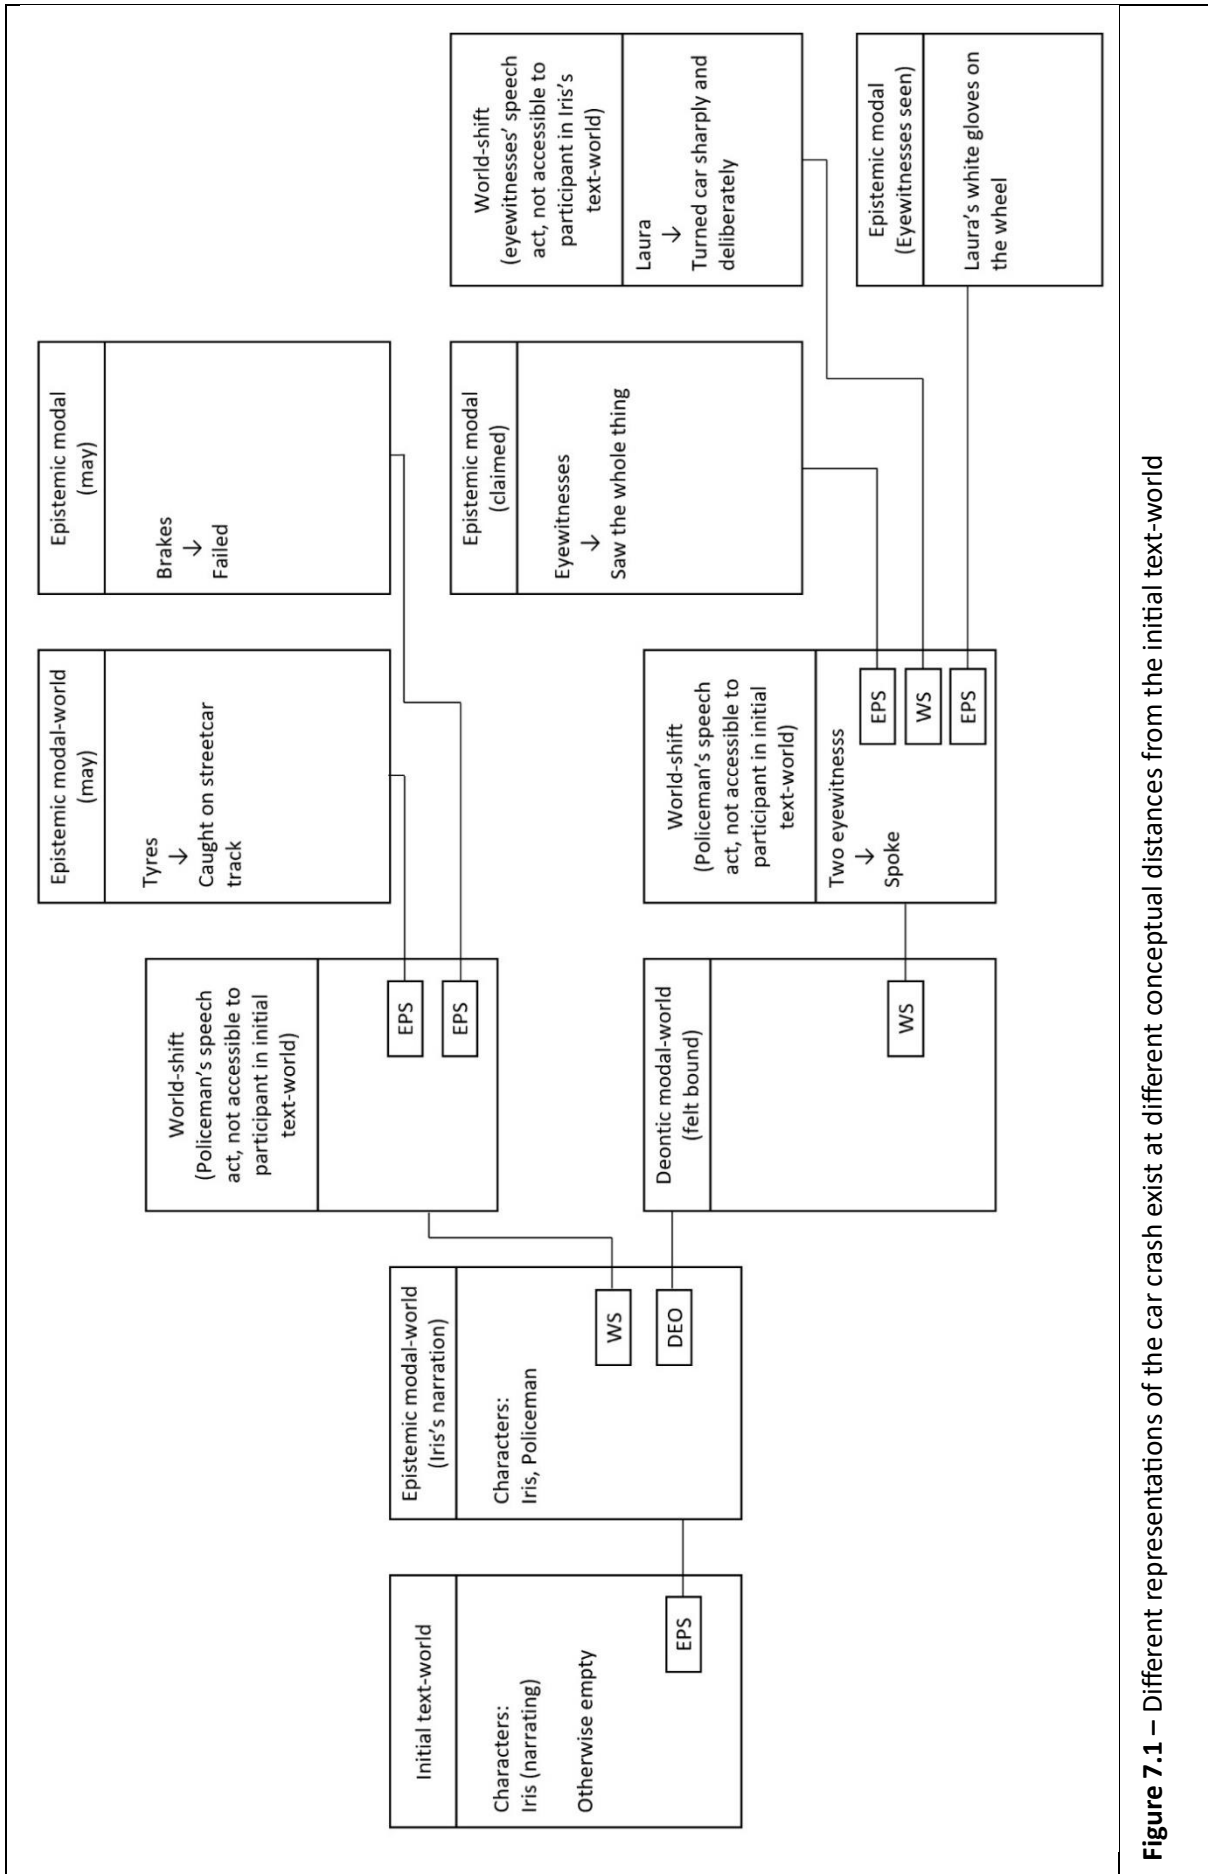 Initial text-world
Characters:
Iris (narrating)
Otherwise empty
EPS
Epistemic modal-world
(Iris’s narration)
Characters:
Iris, Policeman
WS
DEO
World-shift
(Policeman’s speech
act, not accessible to
participant in initial
text-world)
EPS
EPS
Deontic modal-world
(felt bound)
WS
Epistemic modal-world
(may)
Tyres
↓
Caught on streetcar
track
World-shift
(Policeman’s speech
act, not accessible to
participant in initial
text-world)
Two eyewitnesss
↓
Spoke
EPS
WS
EPS
Epistemic modal
(may)
Brakes
↓
Failed
Epistemic modal
(claimed)
Eyewitnesses
↓
Saw the whole thing
World-shift
(eyewitnesses’ speech
act, not accessible to
participant in Iris’s
text-world)
Laura
↓
Turned car sharply and
deliberately
Epistemic modal
(Eyewitnesses seen)
Laura’s white gloves on
the wheel
Figure 7.1 – Different representations of the car crash exist at different conceptual distances from the initial text-world